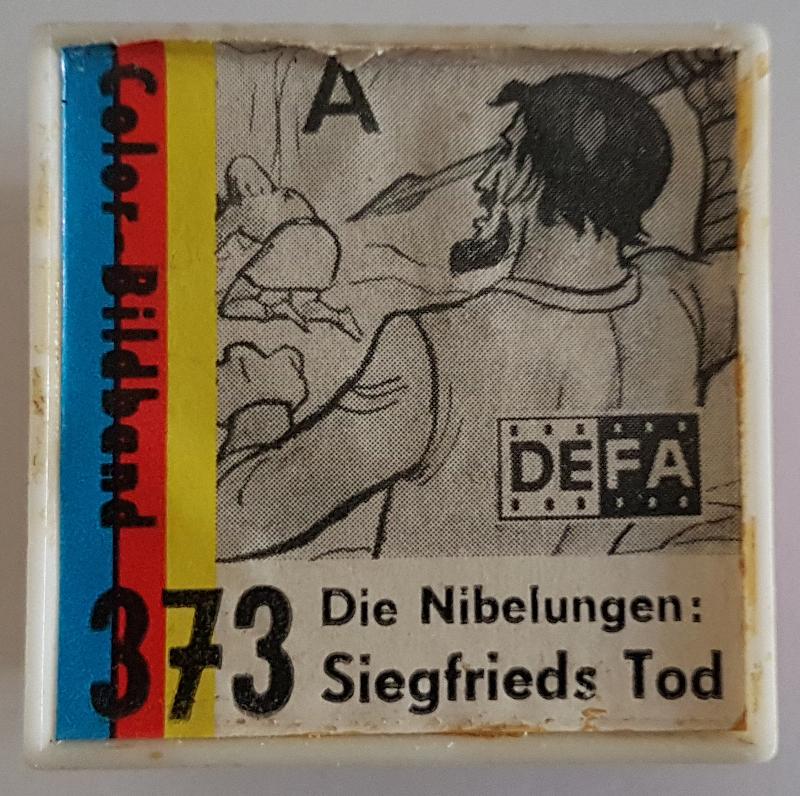 Color-Bildband
A
DEFA
373
Die Nibelungen:
Siegfrieds Tod